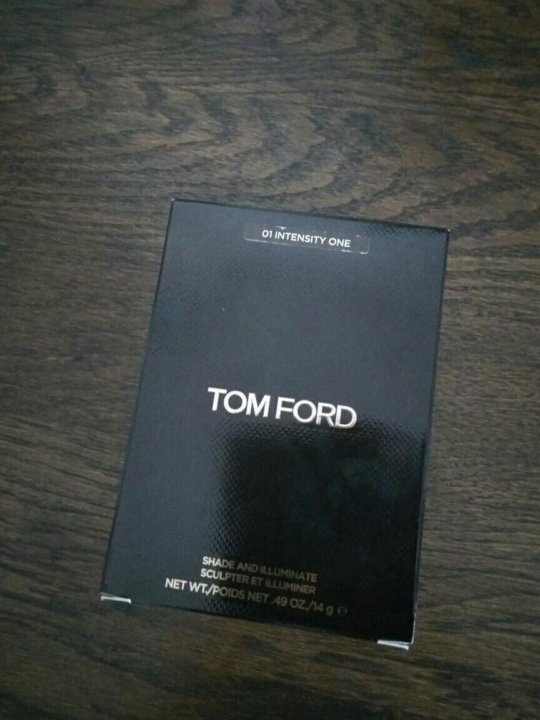 01 INTENSITY ONE
TOM FORD
SHADE AND ILLUMINATE
SCULPTER ET ILLUMINER
NET WT./POIDS NET .49 OZ./14 g ℮